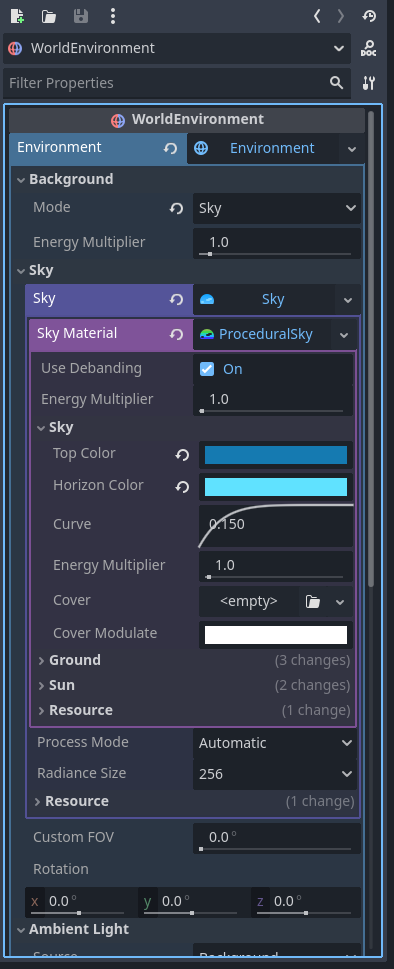 WorldEnvironment
DOC
Filter Properties
WorldEnvironment
Environment Environment
Background
Mode Sky
Energy Multiplier 1.0
Sky
Sky Sky
Sky Material ProceduralSky
Use Debanding On
Energy Multiplier 1.0
Sky
Top Color
Horizon Color
Curve 0.150
Energy Multiplier 1.0
Cover <empty>
Cover Modulate
Ground (3 changes)
Sun (2 changes)
Resource (1 change)
Process Mode Automatic
Radiance Size 256
Resource (1 change)
Custom FOV 0.0 °
Rotation
x 0.0 ° y 0.0 ° z 0.0 °
Ambient Light
Source Background